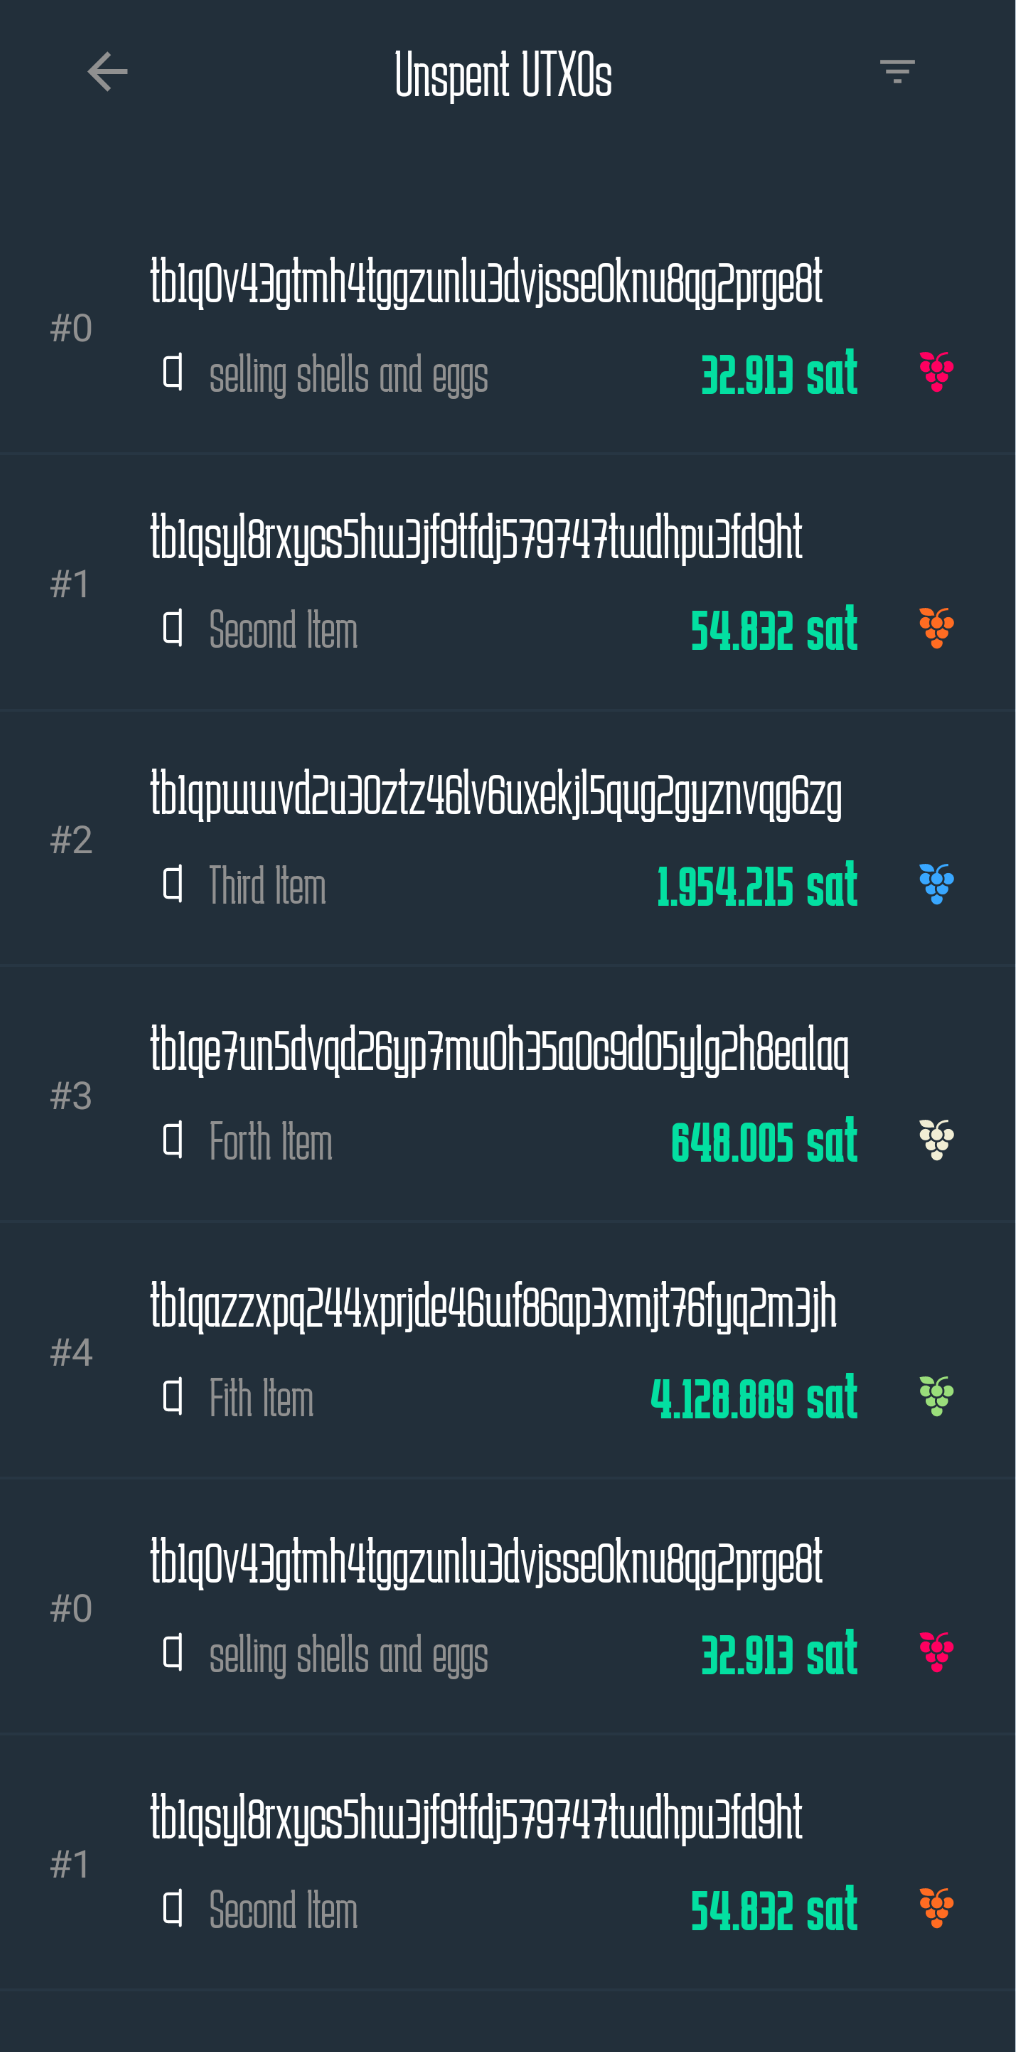 Unspent UTXOs
tb1q0v43gtmh4tggzunlu3dvjsse0knu8qg2prge8t
#0
selling shells and eggs 32.913 sat
tb1qsyl8rxycs5hw3jf9tfdj579747twdhpu3fd9ht
#1
Second Item 54.832 sat
tb1qpwwvd2u30ztz46lv6uxekjl5qug2gyznvqg6zg
#2
Third Item 1.954.215 sat
tb1qe7un5dvqd26yp7mu0h35a0c9d05ylg2h8ealaq
#3
Forth Item 648.005 sat
tb1qazzxpq244xprjde46wf86ap3xmjt76fyq2m3jh
#4
Fith Item 4.128.889 sat
tb1q0v43gtmh4tggzunlu3dvjsse0knu8qg2prge8t
#0
selling shells and eggs 32.913 sat
tb1qsyl8rxycs5hw3jf9tfdj579747twdhpu3fd9ht
#1
Second Item 54.832 sat